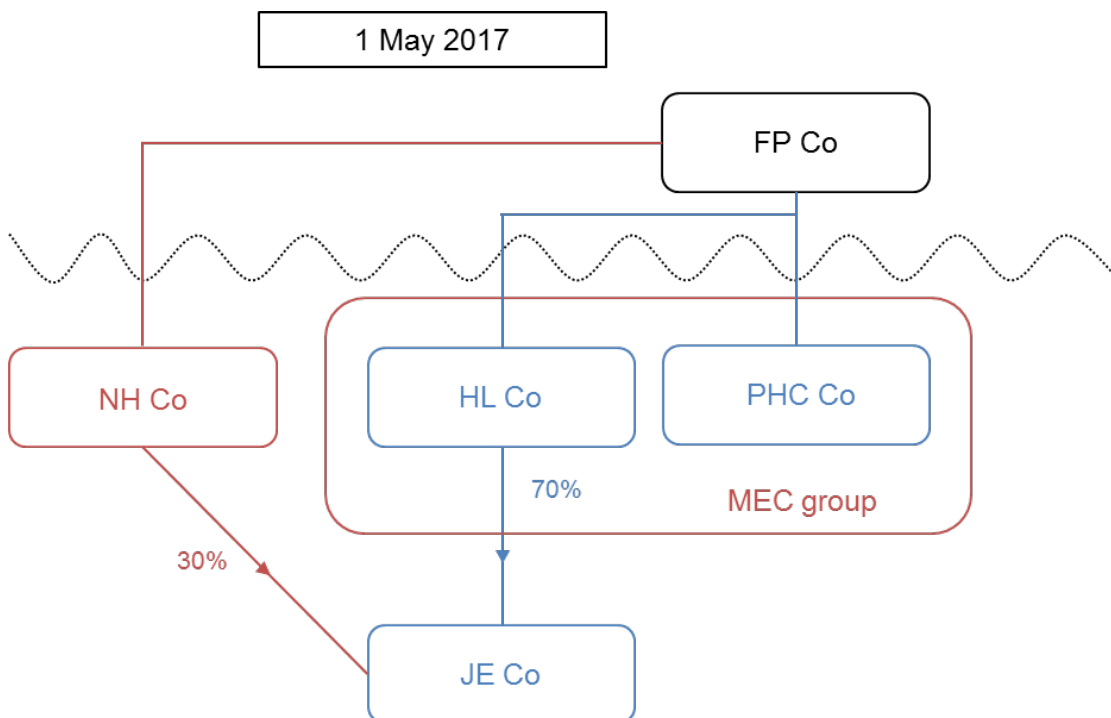 1 May 2017
FP Co
NH Co
HL Co
PHC Co
70%
MEC group
30%
JE Co